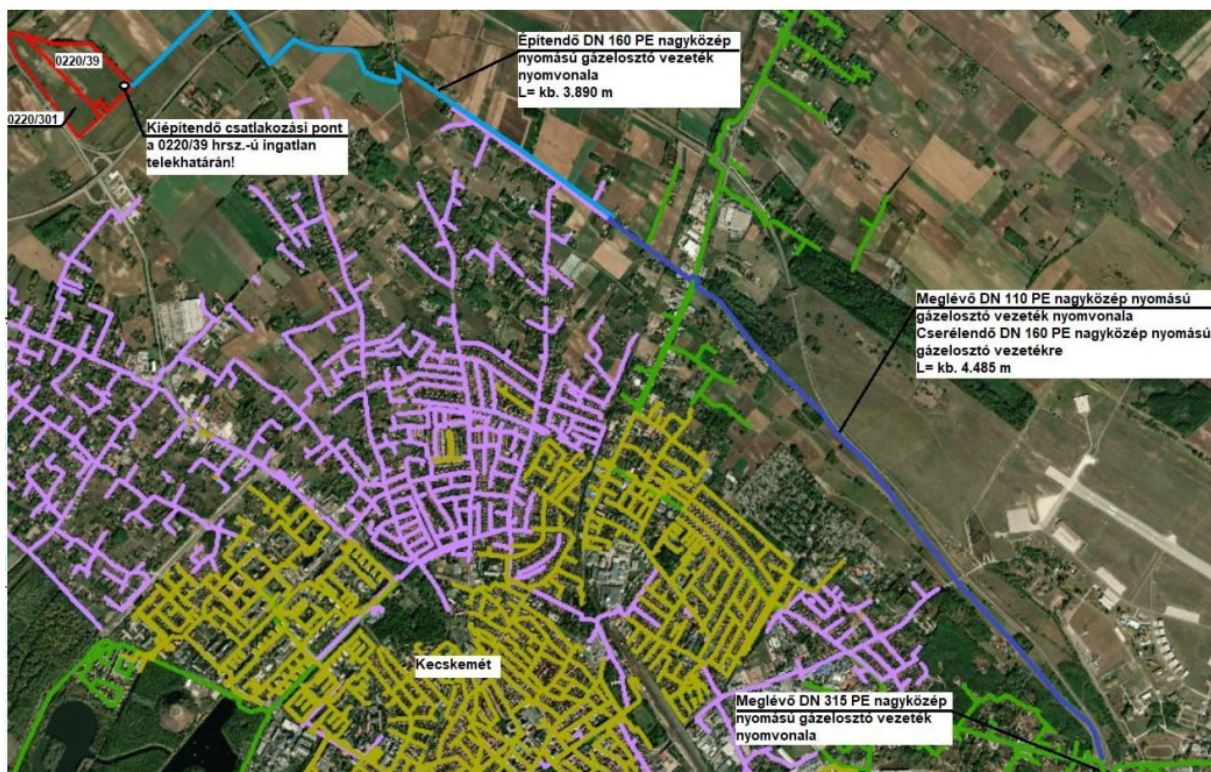 0220/39
0220/301
Kiépítendő csatlakozási pont
a 0220/39 hrsz.-ú ingatlan
telekhatárán!
Építendő DN 160 PE nagyközép
nyomású gázelosztó vezeték
nyomvonala
L= kb. 3.890 m
Meglévő DN 110 PE nagyközép nyomású
gázelosztó vezeték nyomvonala
Cserélendő DN 160 PE nagyközép nyomású
gázelosztó vezetékre
L= kb. 4.485 m
Kecskemét
Meglévő DN 315 PE nagyközép
nyomású gázelosztó vezeték
nyomvonala